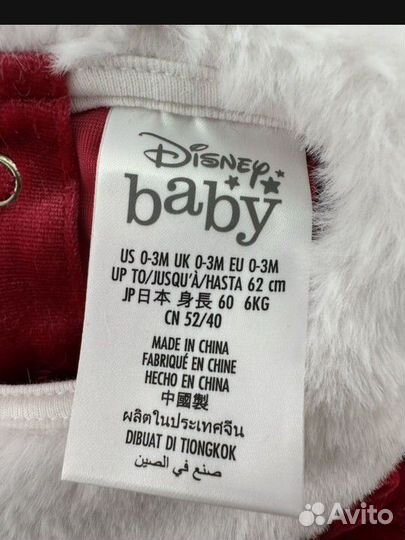 Disney
baby
US 0-3M UK 0-3M EU 0-3M
UP TO/JUSQU'À/HASTA 62 cm
JP日本 身長 60 6KG
CN 52/40
MADE IN CHINA
FABRIQUÉ EN CHINE
HECHO EN CHINA
中國製
ผลิตในประเทศจีน
DIBUAT DI TIONGKOK
صنع في الصين
Avito